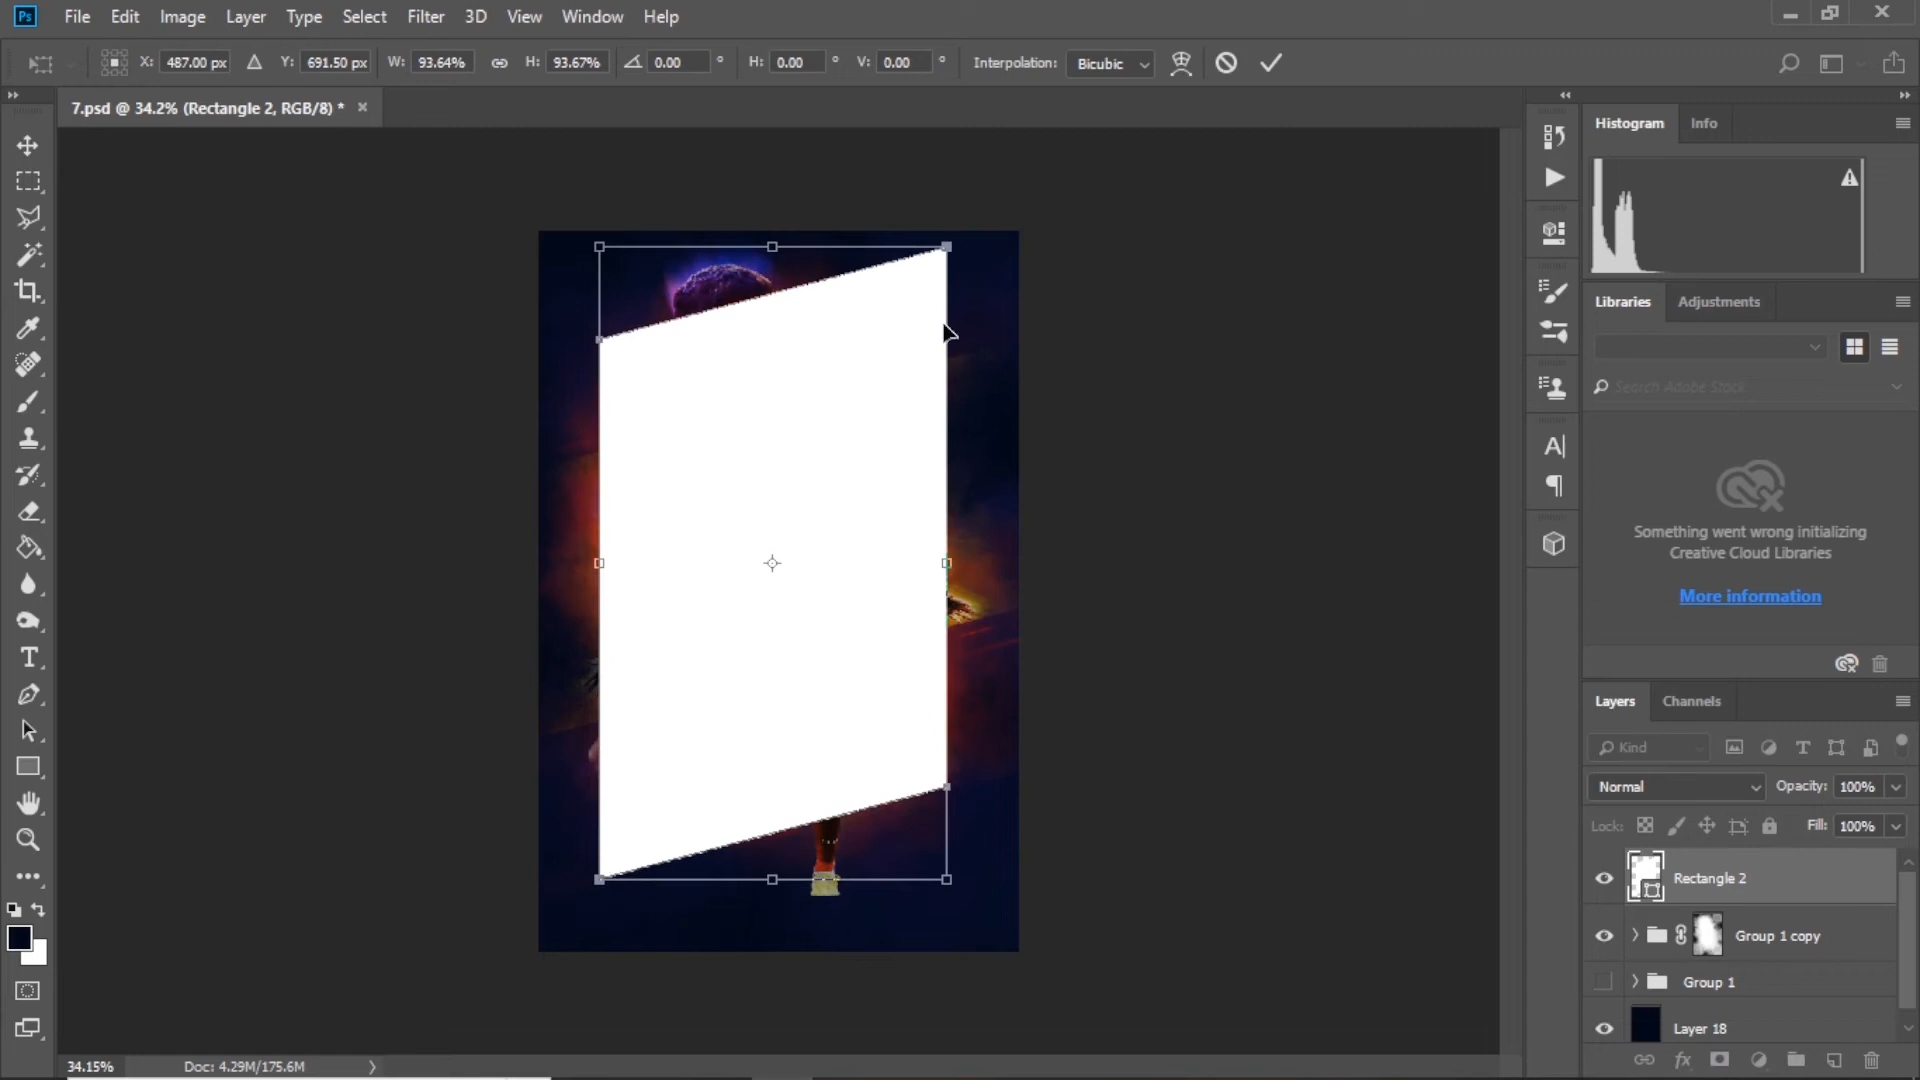 Ps File Edit Image Layer Type Select Filter 3D View Window Help
X: 487.00 px Y: 691.50 px W: 93.64% H: 93.67% 0.00 ° H: 0.00 ° V: 0.00 ° Interpolation: Bicubic
7.psd @ 34.2% (Rectangle 2, RGB/8) * ×
Histogram Info
Libraries Adjustments
Search Adobe Stock
Something went wrong initializing
Creative Cloud Libraries
More information
Layers Channels
Kind
Normal Opacity: 100%
Lock: Fill: 100%
Rectangle 2
Group 1 copy
Group 1
Layer 18
34.15% Doc: 4.29M/175.6M